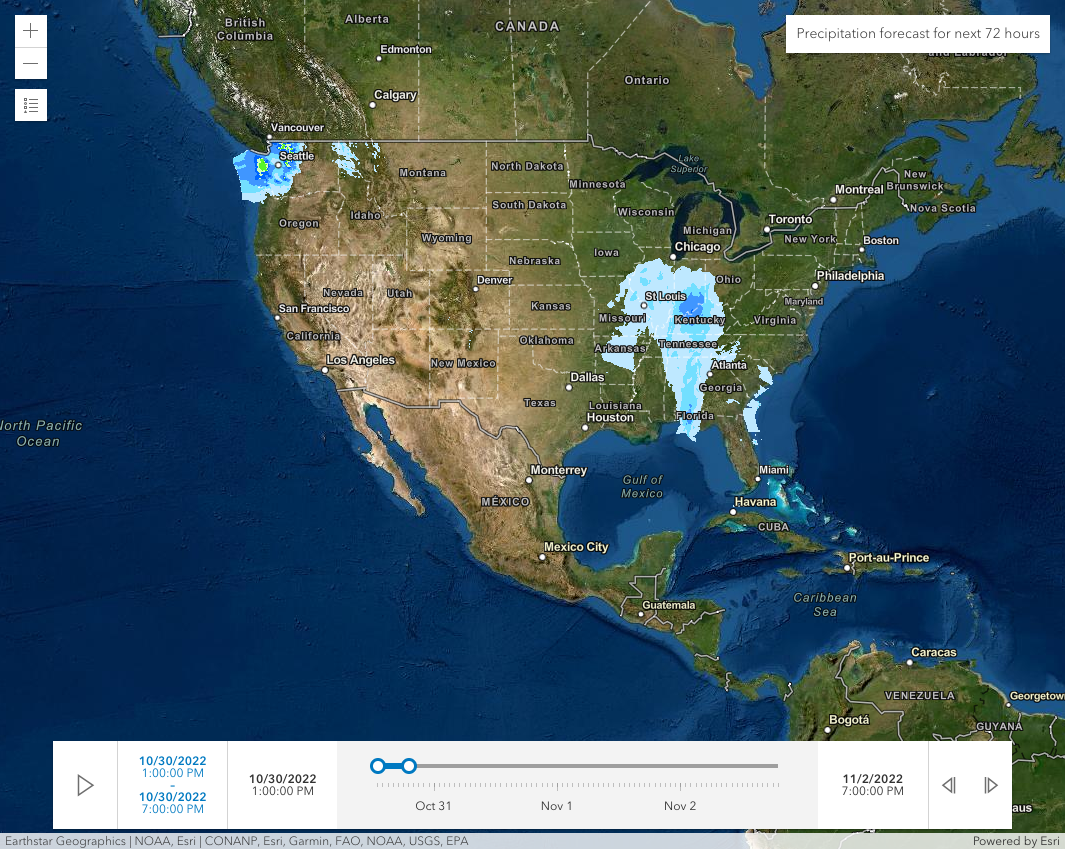 Precipitation forecast for next 72 hours
British
Columbia
Alberta
CANADA
Edmonton
and Labrador
Ontario
Calgary
Vancouver
Seattle
Lake
Superior
Montana
North Dakota
Minnesota
New
Brunswick
Montreal
Nova Scotia
South Dakota
Wisconsin
Oregon
Idaho
Toronto
Michigan
New York
Boston
Wyoming
Chicago
Iowa
Nebraska
Ohio
Philadelphia
Denver
Nevada
Utah
St Louis
Maryland
San Francisco
Kansas
Missouri
Kentucky
Virginia
California
Oklahoma
Arkansas
Tennessee
Los Angeles
New Mexico
Atlanta
Dallas
Georgia
Texas
Louisiana
Houston
Florida
North Pacific
Ocean
Monterrey
Miami
Gulf of
Mexico
MÉXICO
Havana
CUBA
Mexico City
Port-au-Prince
Caribbean
Sea
Guatemala
Caracas
VENEZUELA
Georgetown
Bogotá
GUYANA
10/30/2022
1:00:00 PM
–
10/30/2022
7:00:00 PM
10/30/2022
1:00:00 PM
Oct 31
Nov 1
Nov 2
11/2/2022
7:00:00 PM
aus
Earthstar Geographics | NOAA, Esri | CONANP, Esri, Garmin, FAO, NOAA, USGS, EPA
Powered by Esri